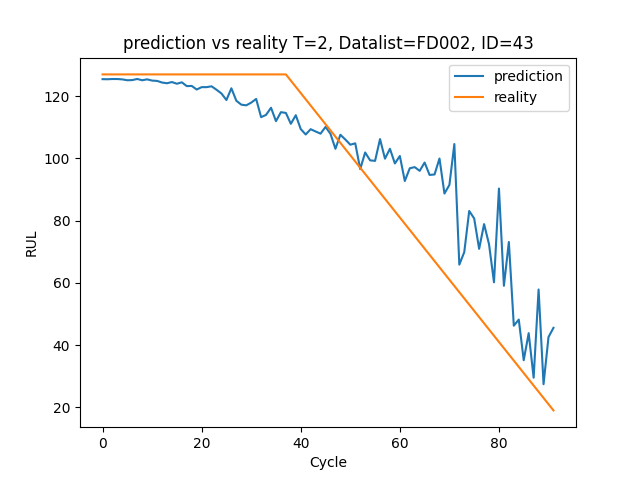 prediction vs reality T=2, Datalist=FD002, ID=43
prediction
reality
120
100
80
60
40
20
RUL
0 20 40 60 80
Cycle